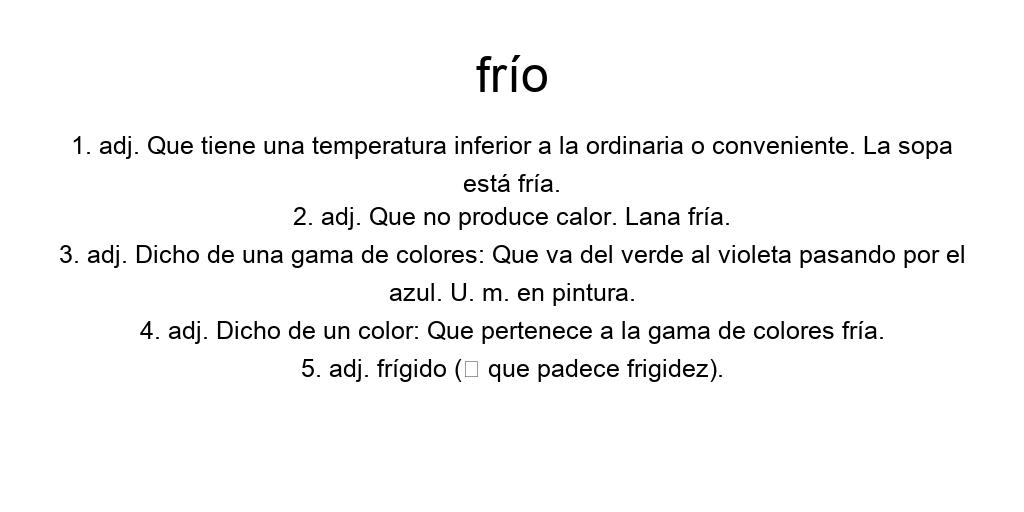 frío
1. adj. Que tiene una temperatura inferior a la ordinaria o conveniente. La sopa
está fría.
2. adj. Que no produce calor. Lana fría.
3. adj. Dicho de una gama de colores: Que va del verde al violeta pasando por el
azul. U. m. en pintura.
4. adj. Dicho de un color: Que pertenece a la gama de colores fría.
5. adj. frígido (□ que padece frigidez).